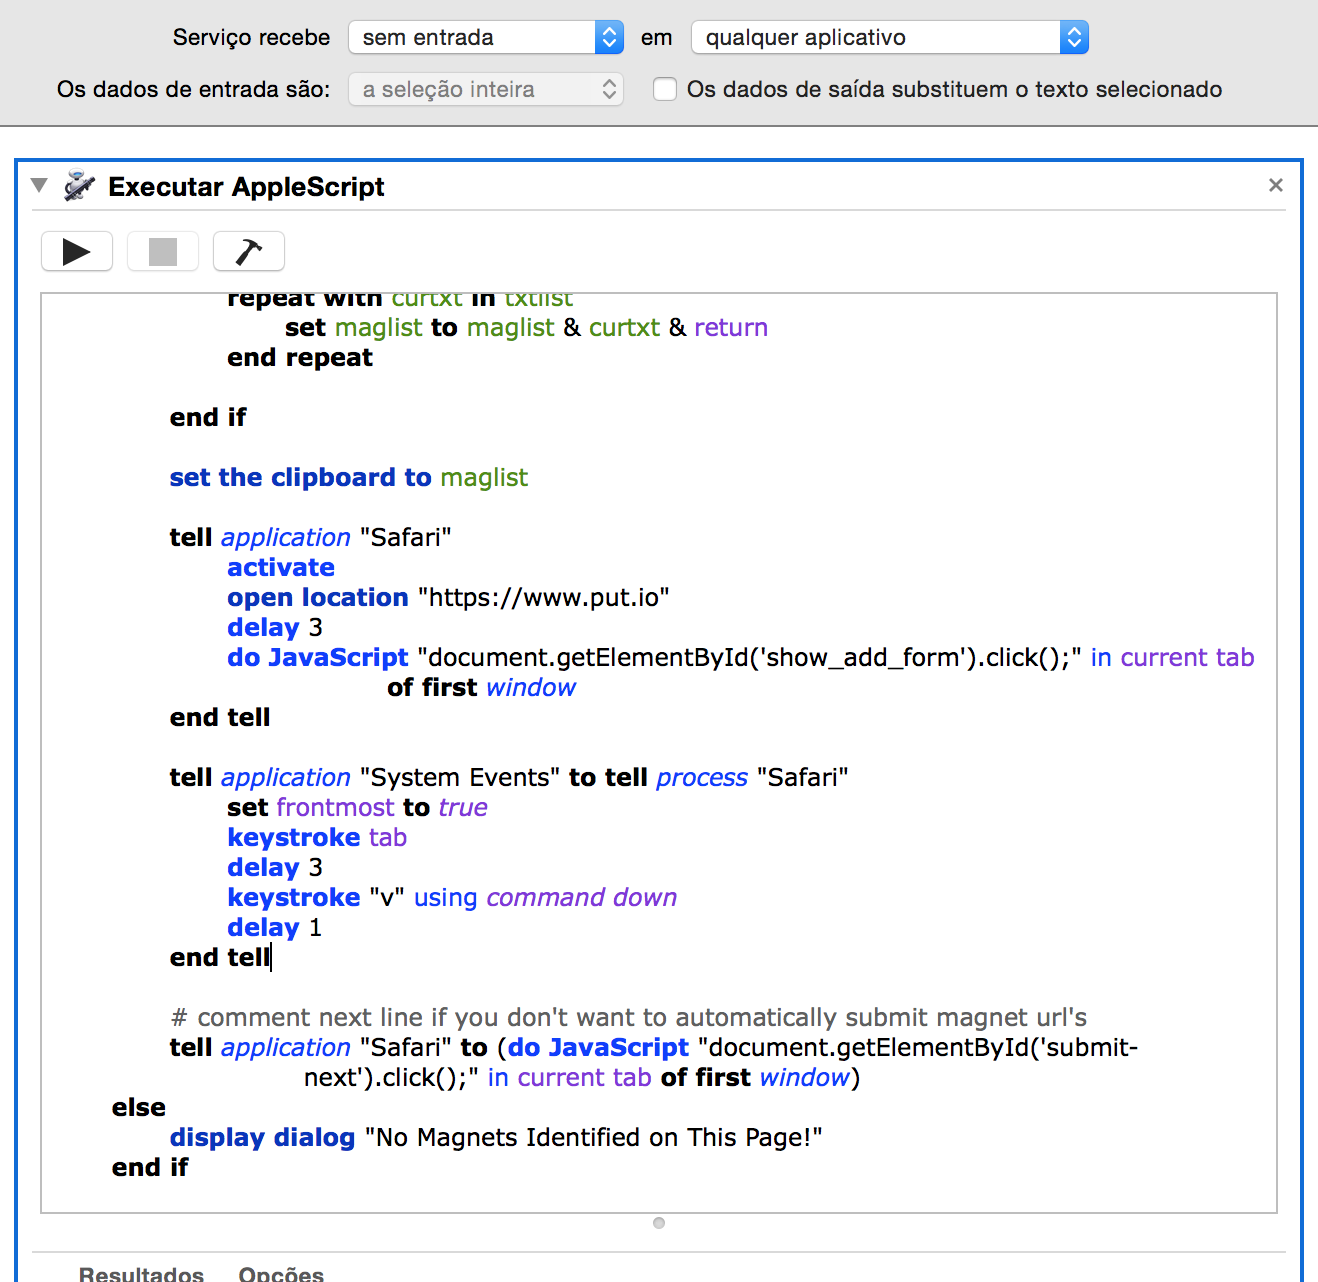 Serviço recebe sem entrada em qualquer aplicativo
Os dados de entrada são: a seleção inteira Os dados de saída substituem o texto selecionado
Executar AppleScript
repeat with curtxt in txtlist
set maglist to maglist & curtxt & return
end repeat
end if
set the clipboard to maglist
tell application "Safari"
activate
open location "https://www.put.io"
delay 3
do JavaScript "document.getElementById('show_add_form').click();" in current tab
of first window
end tell
tell application "System Events" to tell process "Safari"
set frontmost to true
keystroke tab
delay 3
keystroke "v" using command down
delay 1
end tell
# comment next line if you don't want to automatically submit magnet url's
tell application "Safari" to (do JavaScript "document.getElementById('submit-
next').click();" in current tab of first window)
else
display dialog "No Magnets Identified on This Page!"
end if
Resultados Opções